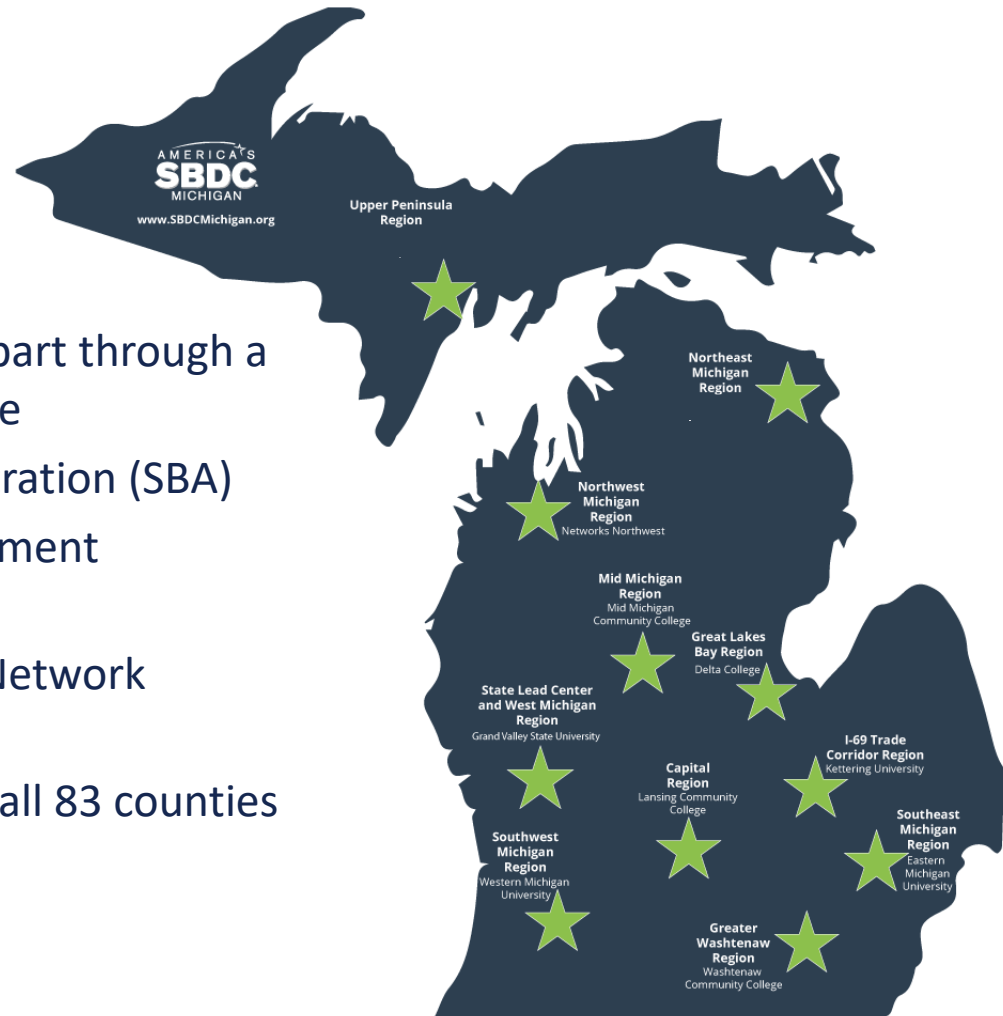 AMERICA'S
SBDC
MICHIGAN
www.SBDCMichigan.org
Upper Peninsula
Region
part through a
e
ration (SBA)
ment
Network
all 83 counties
Northeast
Michigan
Region
Northwest
Michigan
Region
Networks Northwest
Mid Michigan
Region
Mid Michigan
Community College
Great Lakes
Bay Region
Delta College
State Lead Center
and West Michigan
Region
Grand Valley State University
I-69 Trade
Corridor Region
Kettering University
Capital
Region
Lansing Community
College
Southeast
Michigan
Region
Eastern
Michigan
University
Southwest
Michigan
Region
Western Michigan
University
Greater
Washtenaw
Region
Washtenaw
Community College